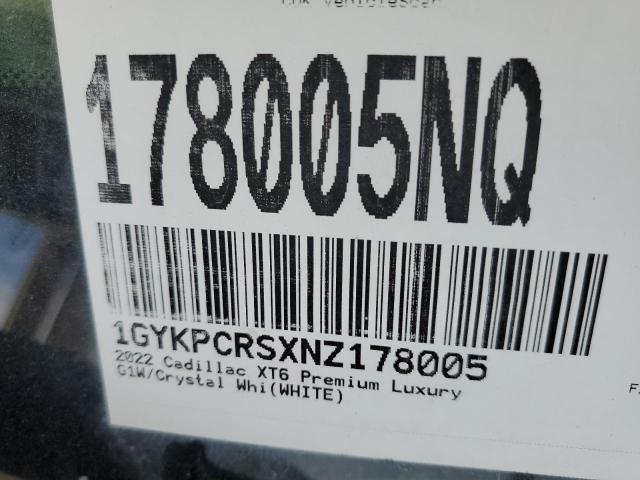 178005NQ
1GYKPCRSXNZ178005
2022 Cadillac XT6 Premium Luxury
G1W/Crystal Whi(WHITE)